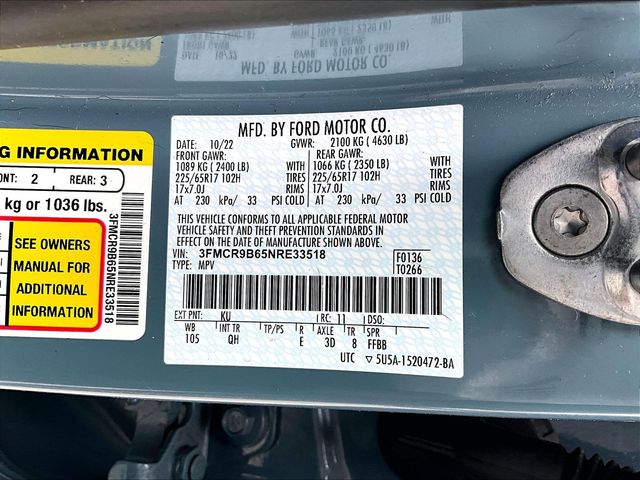 MFD. BY FORD MOTOR CO.
DATE: 10/22 GVWR: 2100 KG ( 4630 LB)
FRONT GAWR: REAR GAWR:
1089 KG ( 2400 LB) WITH 1066 KG ( 2350 LB) WITH
225/65R17 102H TIRES 225/65R17 102H TIRES
17x7.0J RIMS 17x7.0J RIMS
AT 230 kPa/ 33 PSI COLD AT 230 kPa/ 33 PSI COLD
THIS VEHICLE CONFORMS TO ALL APPLICABLE FEDERAL MOTOR
VEHICLE SAFETY AND THEFT PREVENTION STANDARDS IN
EFFECT ON THE DATE OF MANUFACTURE SHOWN ABOVE.
VIN: 3FMCR9B65NRE33518 F0136
TYPE: MPV T0266
EXT PNT: KU RC: 11 DSO:
WB INT TR TP/PS R AXLE TR SPR
105 QH E 3D 8 FFBB
UTC 5U5A-1520472-BA
G INFORMATION
ONT: 2 REAR: 3
kg or 1036 lbs.
SEE OWNERS
MANUAL FOR
ADDITIONAL
INFORMATION
3FMCR9B65NRE33518